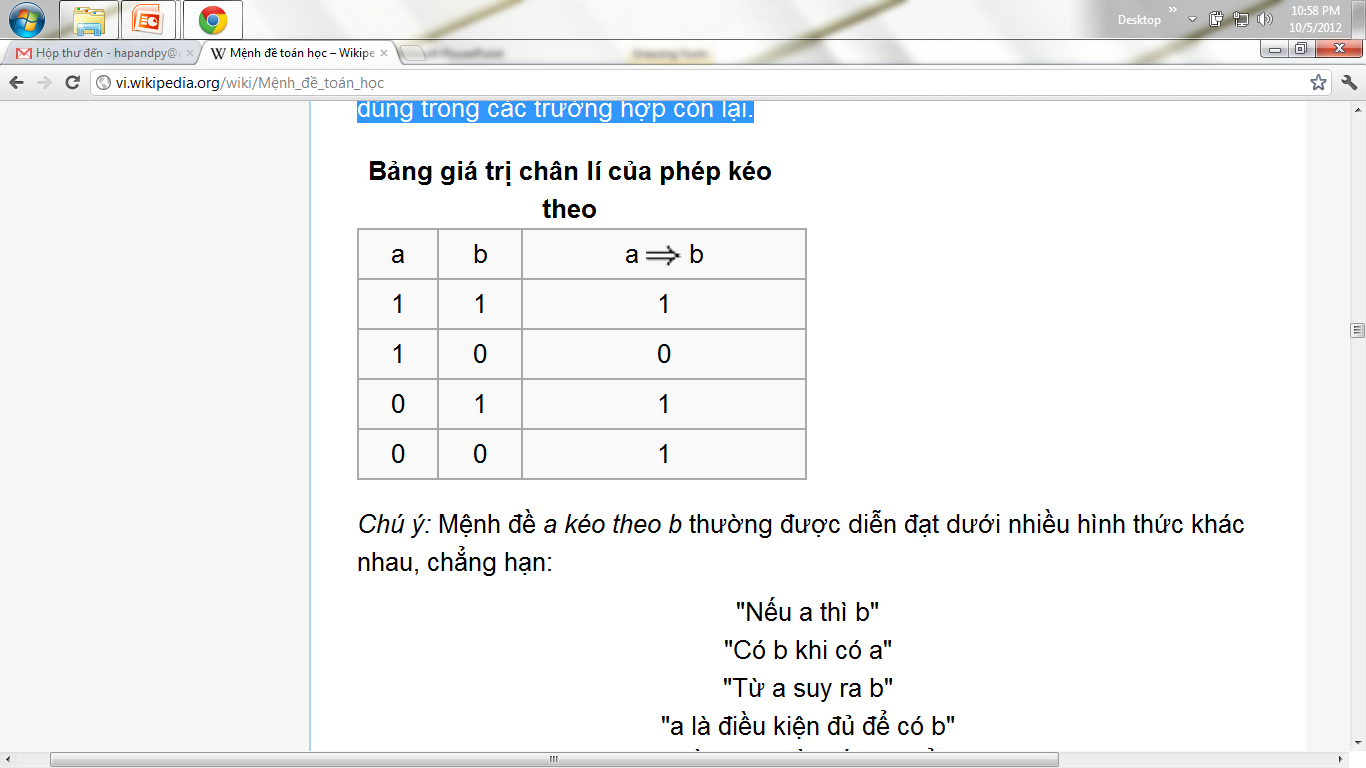 Desktop
10:58 PM
10/5/2012
Hộp thư đến - hapandpy@
Mệnh đề toán học – Wikipe
vi.wikipedia.org/wiki/Mệnh_đề_toán_học
đúng trong các trường hợp còn lại.
Bảng giá trị chân lí của phép kéo
theo
a b a ⟹ b
1 1 1
1 0 0
0 1 1
0 0 1
Chú ý: Mệnh đề a kéo theo b thường được diễn đạt dưới nhiều hình thức khác
nhau, chẳng hạn:
"Nếu a thì b"
"Có b khi có a"
"Từ a suy ra b"
"a là điều kiện đủ để có b"